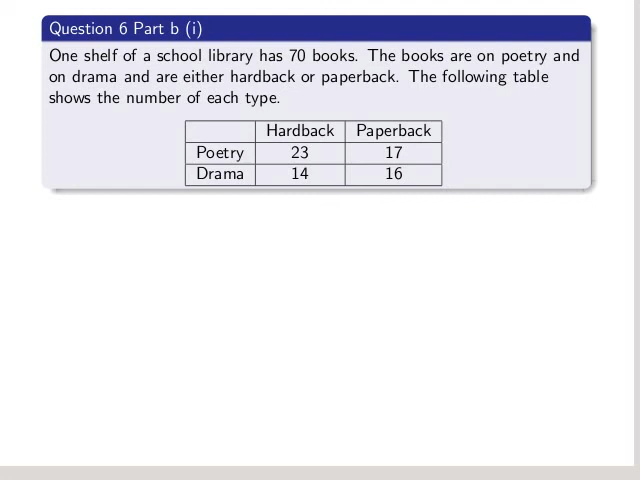 Question 6 Part b (i)
One shelf of a school library has 70 books. The books are on poetry and
on drama and are either hardback or paperback. The following table
shows the number of each type.
Hardback Paperback
Poetry 23 17
Drama 14 16